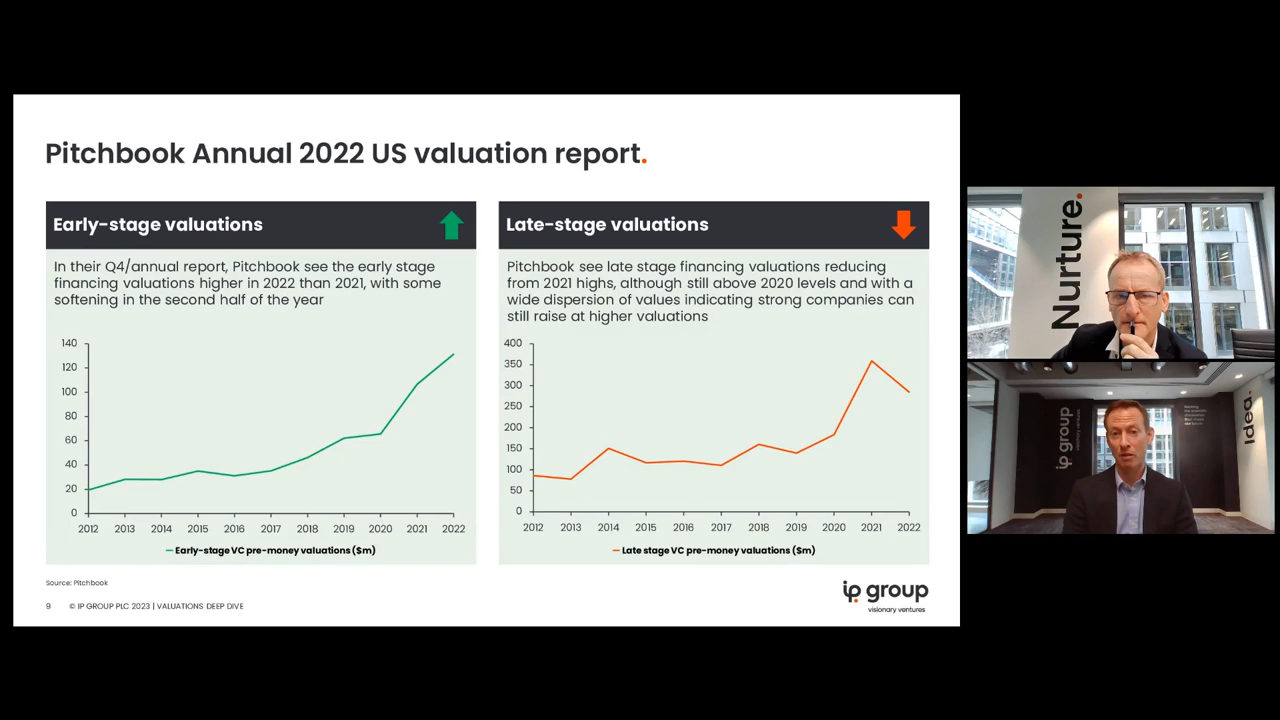 Pitchbook Annual 2022 US valuation report.
Early-stage valuations
In their Q4/annual report, Pitchbook see the early stage
financing valuations higher in 2022 than 2021, with some
softening in the second half of the year
140
120
100
80
60
40
20
0
2012 2013 2014 2015 2016 2017 2018 2019 2020 2021 2022
Early-stage VC pre-money valuations ($m)
Late-stage valuations
Pitchbook see late stage financing valuations reducing
from 2021 highs, although still above 2020 levels and with a
wide dispersion of values indicating strong companies can
still raise at higher valuations
400
350
300
250
200
150
100
50
0
2012 2013 2014 2015 2016 2017 2018 2019 2020 2021 2022
Late stage VC pre-money valuations ($m)
Source: Pitchbook
9 © IP GROUP PLC 2023 | VALUATIONS DEEP DIVE
ip group
visionary ventures
Nurture.
ip group
visionary ventures
Idea.